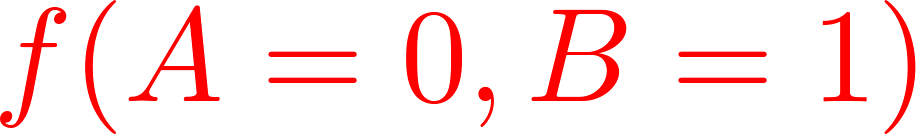 f(A = 0, B = 1)